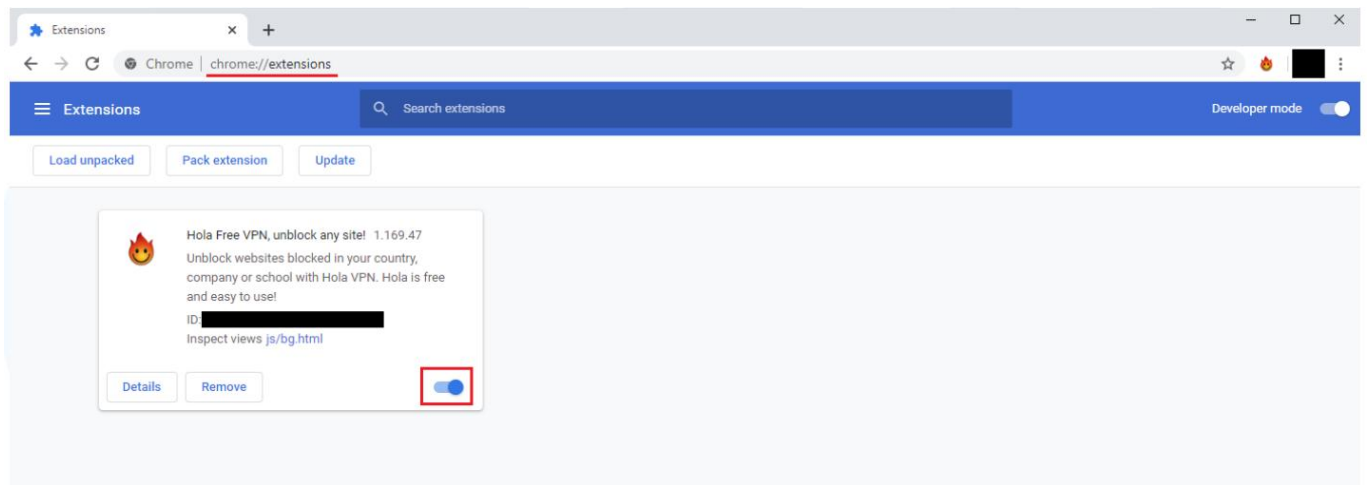 Extensions
Chrome | chrome://extensions
Extensions
Search extensions
Developer mode
Load unpacked
Pack extension
Update
Hola Free VPN, unblock any site! 1.169.47
Unblock websites blocked in your country,
company or school with Hola VPN. Hola is free
and easy to use!
ID:
Inspect views js/bg.html
Details
Remove